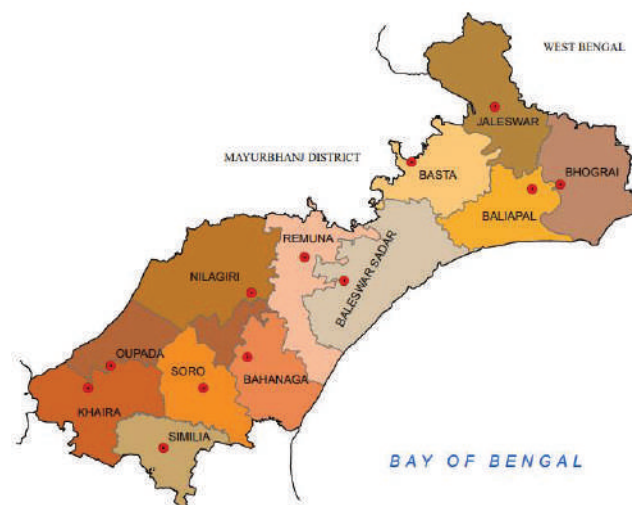 WEST BENGAL
JALESWAR
MAYURBHANJ DISTRICT
BASTA
BHOGRAI
BALIAPAL
REMUNA
BALESWAR SADAR
NILAGIRI
OUPADA
SORO
BAHANAGA
KHAIRA
SIMILIA
BAY OF BENGAL